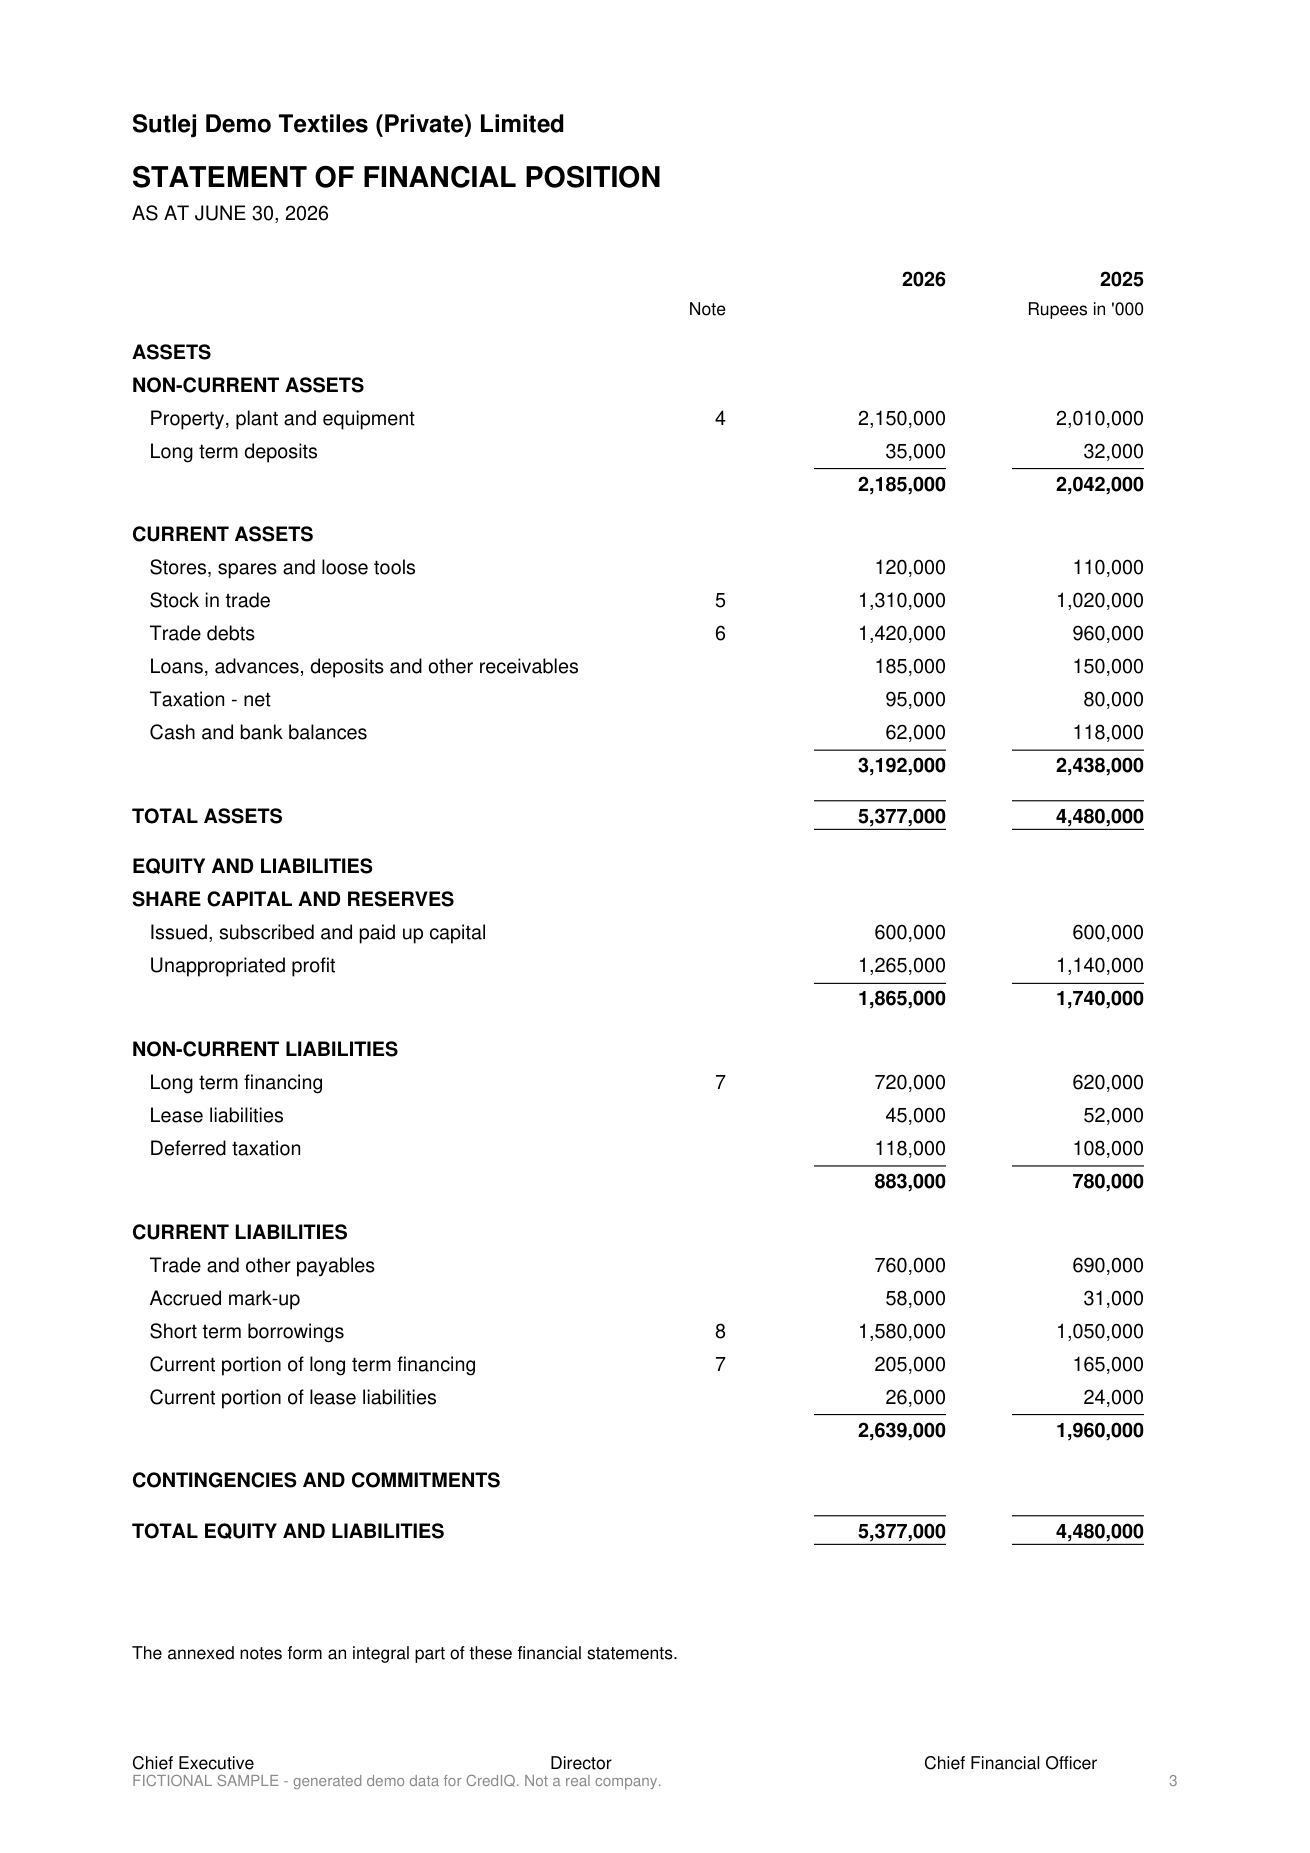 Sutlej Demo Textiles (Private) Limited
STATEMENT OF FINANCIAL POSITION
AS AT JUNE 30, 2026
2026 2025
Note Rupees in '000
ASSETS
NON-CURRENT ASSETS
Property, plant and equipment 4 2,150,000 2,010,000
Long term deposits 35,000 32,000
2,185,000 2,042,000
CURRENT ASSETS
Stores, spares and loose tools 120,000 110,000
Stock in trade 5 1,310,000 1,020,000
Trade debts 6 1,420,000 960,000
Loans, advances, deposits and other receivables 185,000 150,000
Taxation - net 95,000 80,000
Cash and bank balances 62,000 118,000
3,192,000 2,438,000
TOTAL ASSETS 5,377,000 4,480,000
EQUITY AND LIABILITIES
SHARE CAPITAL AND RESERVES
Issued, subscribed and paid up capital 600,000 600,000
Unappropriated profit 1,265,000 1,140,000
1,865,000 1,740,000
NON-CURRENT LIABILITIES
Long term financing 7 720,000 620,000
Lease liabilities 45,000 52,000
Deferred taxation 118,000 108,000
883,000 780,000
CURRENT LIABILITIES
Trade and other payables 760,000 690,000
Accrued mark-up 58,000 31,000
Short term borrowings 8 1,580,000 1,050,000
Current portion of long term financing 7 205,000 165,000
Current portion of lease liabilities 26,000 24,000
2,639,000 1,960,000
CONTINGENCIES AND COMMITMENTS
TOTAL EQUITY AND LIABILITIES 5,377,000 4,480,000
The annexed notes form an integral part of these financial statements.
Chief Executive Director Chief Financial Officer
FICTIONAL SAMPLE - generated demo data for CredIQ. Not a real company. 3